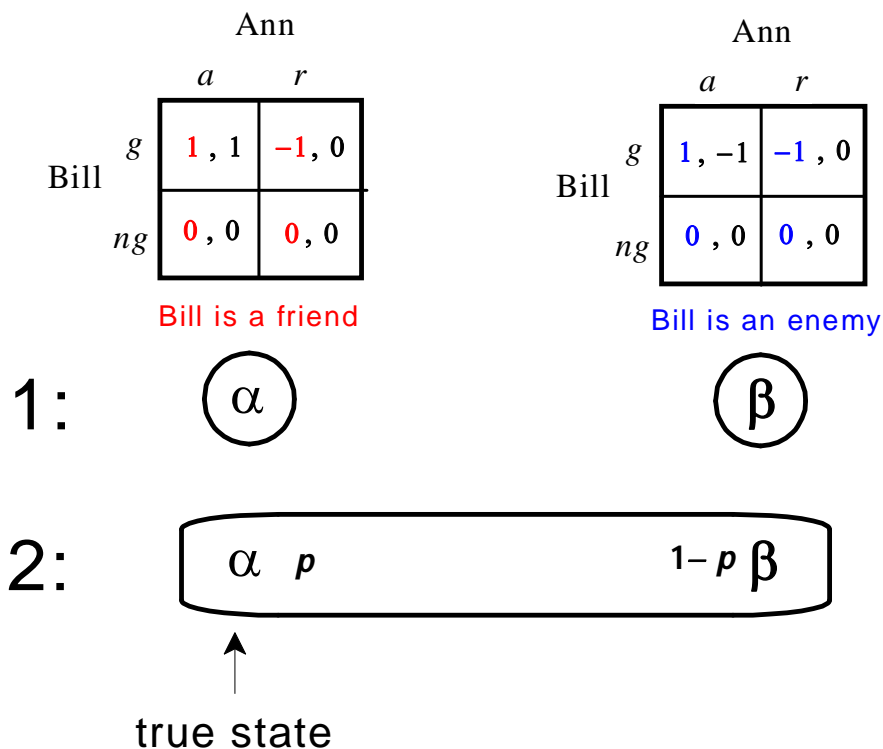 Ann
Ann
a r
a r
g 1 , 1 −1, 0
g 1, −1 −1, 0
Bill
Bill
ng 0 , 0 0, 0
ng 0 , 0 0, 0
Bill is a friend
Bill is an enemy
1: α β
2: α p 1− p β
true state